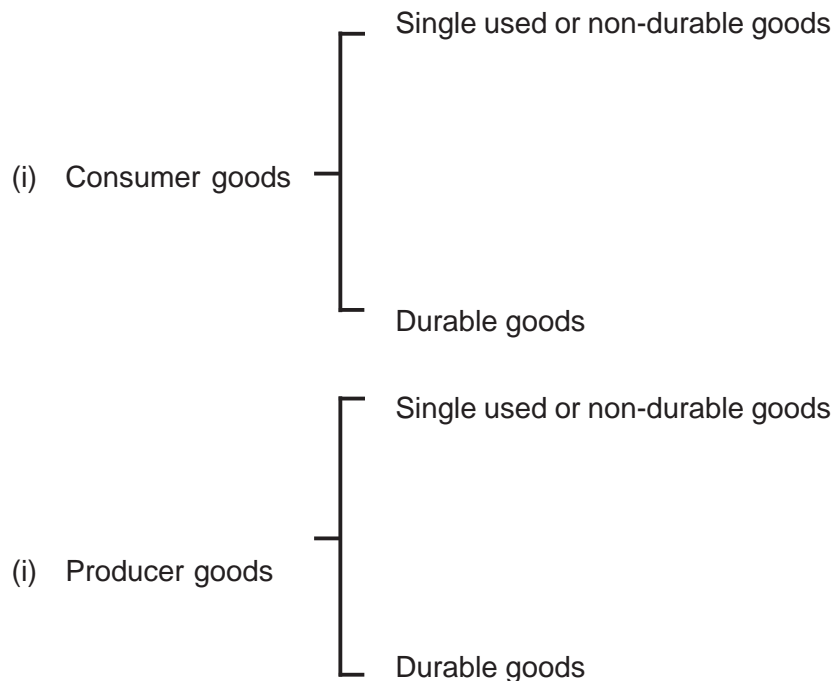 Single used or non-durable goods
(i) Consumer goods
Durable goods
Single used or non-durable goods
(i) Producer goods
Durable goods